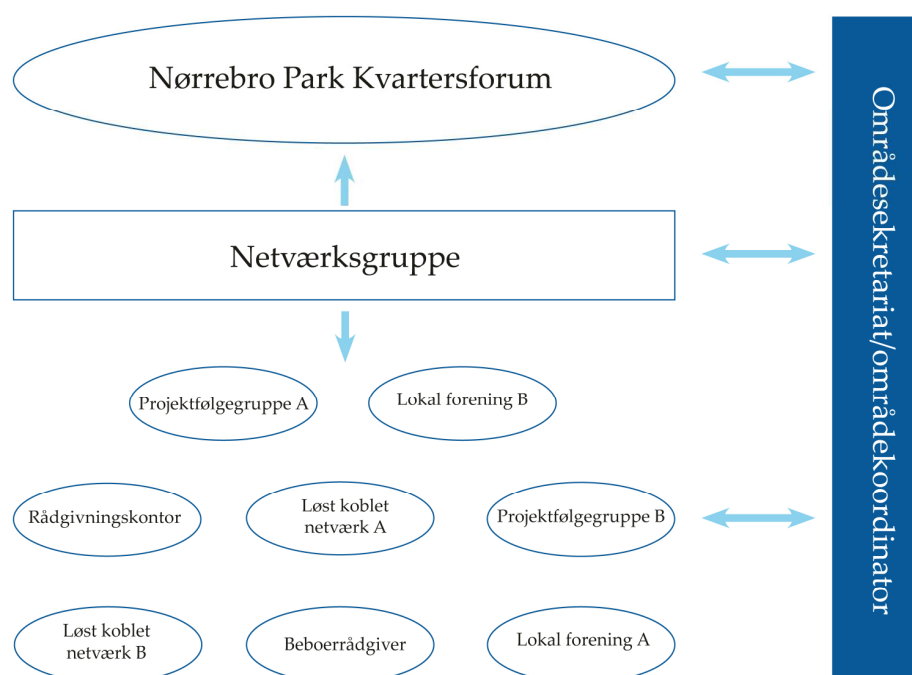 Nørrebro Park Kvartersforum
Netværksgruppe
Projektfølgegruppe A
Lokal forening B
Rådgivningskontor
Løst koblet
netværk A
Projektfølgegruppe B
Løst koblet
netværk B
Beboerrådgiver
Lokal forening A
Områdesekretariat/områdekoordinator